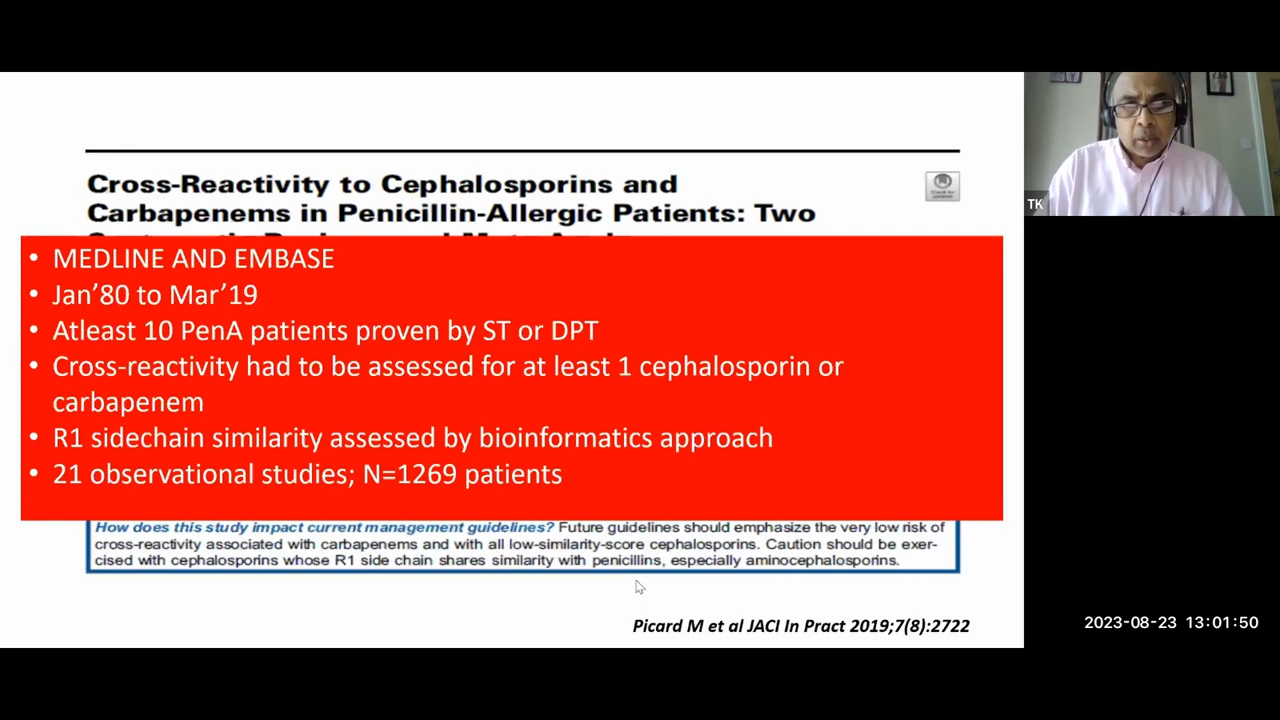 Cross-Reactivity to Cephalosporins and
Carbapenems in Penicillin-Allergic Patients: Two
• MEDLINE AND EMBASE
• Jan’80 to Mar’19
• Atleast 10 PenA patients proven by ST or DPT
• Cross-reactivity had to be assessed for at least 1 cephalosporin or
carbapenem
• R1 sidechain similarity assessed by bioinformatics approach
• 21 observational studies; N=1269 patients
How does this study impact current management guidelines? Future guidelines should emphasize the very low risk of
cross-reactivity associated with carbapenems and with all low-similarity-score cephalosporins. Caution should be exer-
cised with cephalosporins whose R1 side chain shares similarity with penicillins, especially aminocephalosporins.
Picard M et al JACI In Pract 2019;7(8):2722
TK
2023-08-23 13:01:50